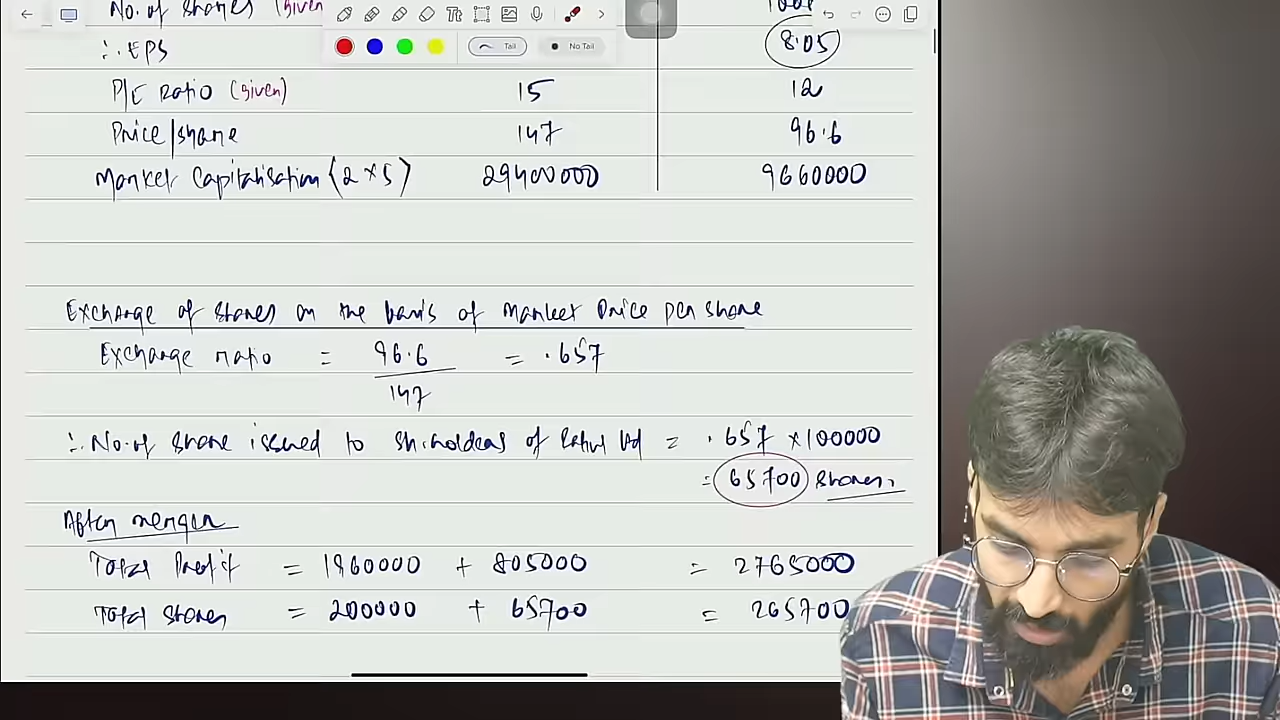 No. of shares (given
Tt
Tail
No Tail
∴ EPS 8.05
P/E Ratio (Given) 15 12
Price/share 147 96.6
Market Capitalisation (2 × 5) 29400000 9660000
Exchange of shares on the basis of Market Price per share
Exchange ratio = 96.6 = .657
147
∴ No. of share issued to sh.holders of Ltd = .657 × 100000
= 65700 shares.
After merger
Total Profit = 1960000 + 805000 = 2765000
Total shares = 200000 + 65700 = 265700